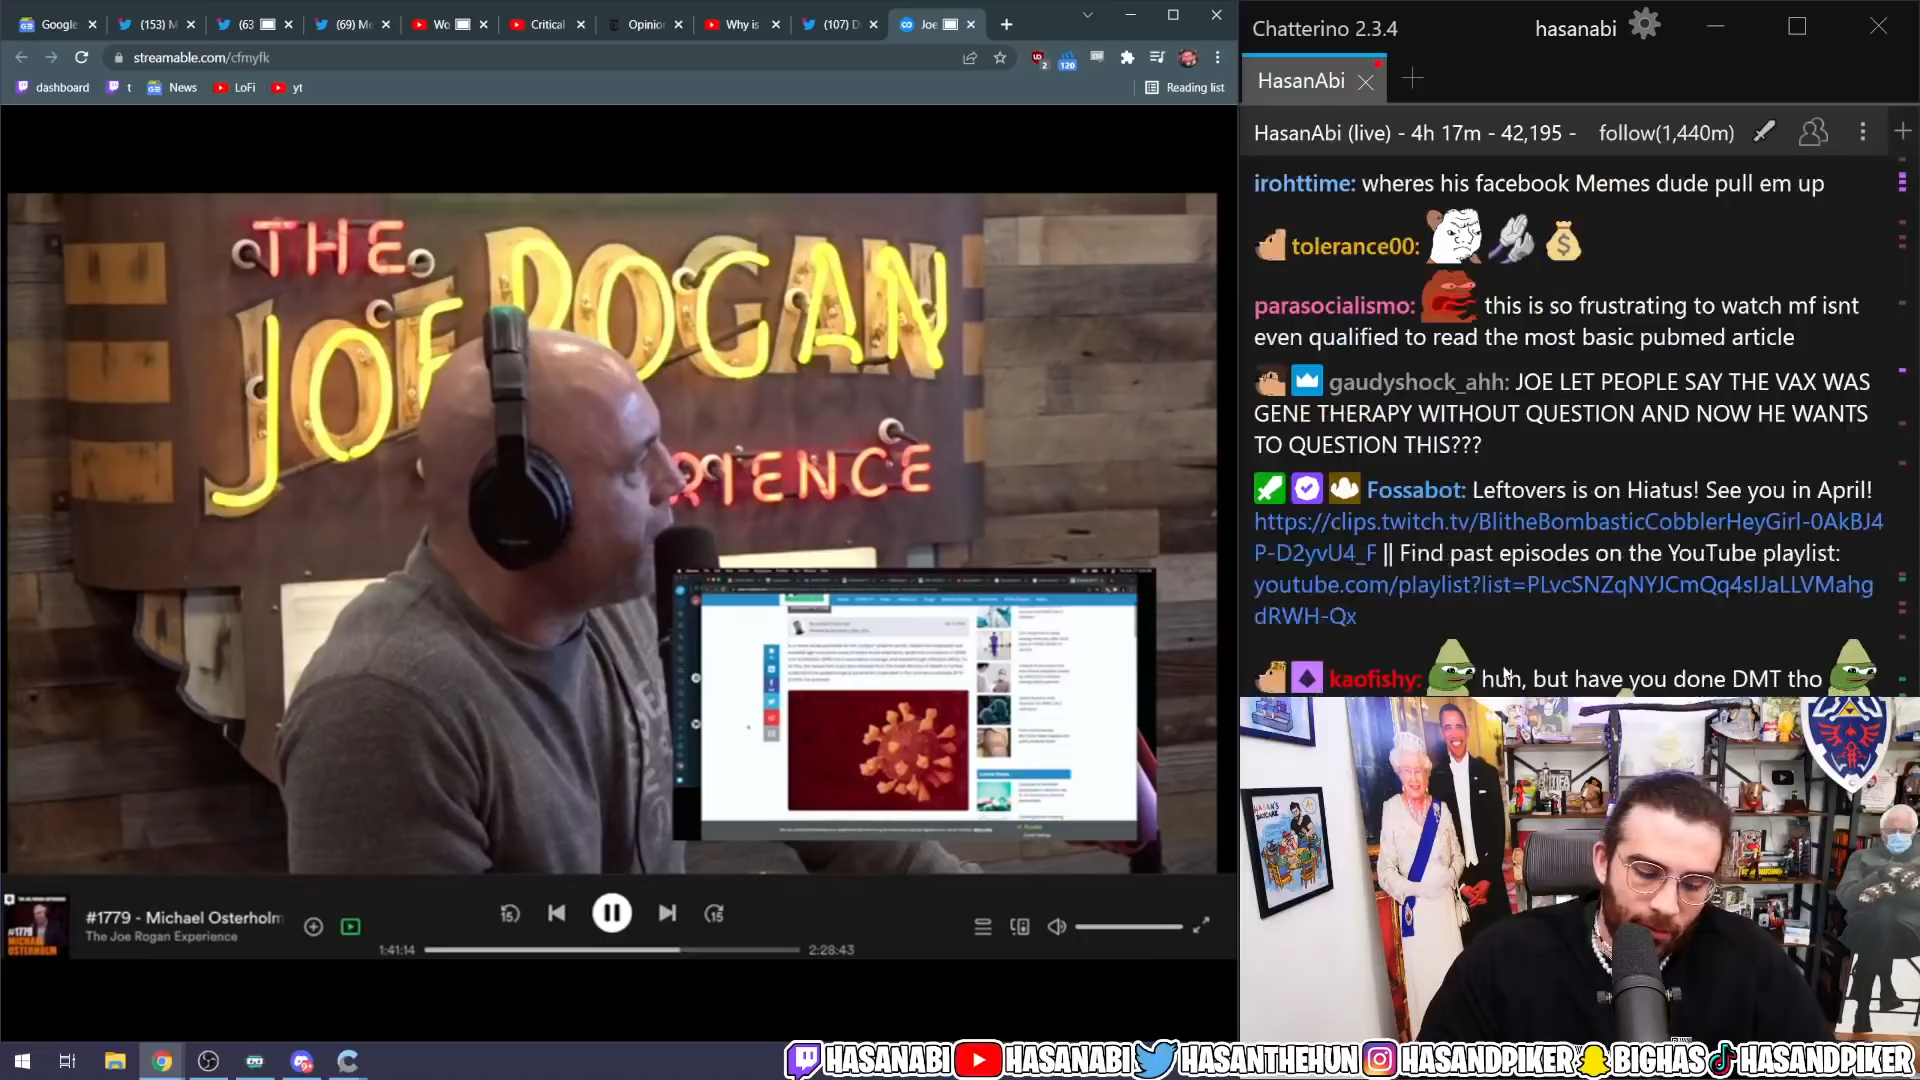 Google
(153) M
(63
(69) Me
Wo
Critical
Opinion
Why is
(107) D
Joe
streamable.com/cfmyfk
2
120
dashboard
t
News
LoFi
yt
Reading list
THE
JOE ROGAN
RIENCE
#1779 - Michael Osterholm
The Joe Rogan Experience
15
15
1:41:14
2:28:43
Chatterino 2.3.4
hasanabi
HasanAbi
HasanAbi (live) - 4h 17m - 42,195 - follow(1,440m)
irohttime: wheres his facebook Memes dude pull em up
tolerance00:
parasocialismo: this is so frustrating to watch mf isnt
even qualified to read the most basic pubmed article
gaudyshock_ahh: JOE LET PEOPLE SAY THE VAX WAS
GENE THERAPY WITHOUT QUESTION AND NOW HE WANTS
TO QUESTION THIS???
Fossabot: Leftovers is on Hiatus! See you in April!
https://clips.twitch.tv/BlitheBombasticCobblerHeyGirl-0AkBJ4
P-D2yvU4_F || Find past episodes on the YouTube playlist:
youtube.com/playlist?list=PLvcSNZqNYJCmQq4sIJaLLVMahg
dRWH-Qx
kaofishy: huh, but have you done DMT tho
HASANABI HASANABI HASANTHEHUN HASANDPIKER BIGHAS HASANDPIKER